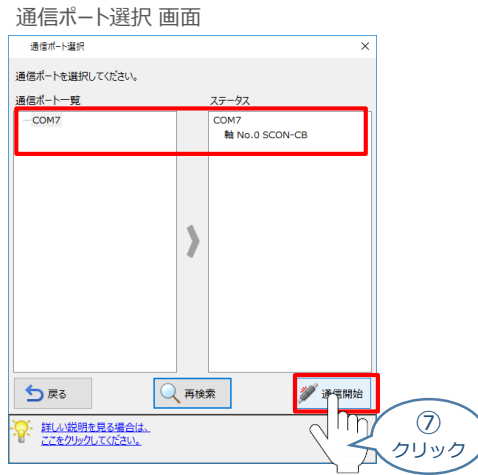 通信ポート選択 画面
通信ポート選択
通信ポートを選択してください。
通信ポート一覧 ステータス
COM7 COM7
軸 No.0 SCON-CB
戻る 再検索 通信開始
詳しい説明を見る場合は、
ここをクリックしてください。
⑦
クリック